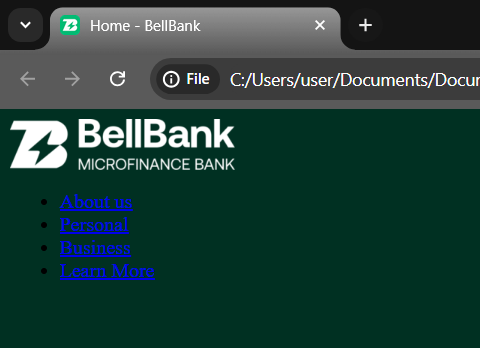 Home - BellBank
File
C:/Users/user/Documents/Docu
BellBank
MICROFINANCE BANK
About us
Personal
Business
Learn More